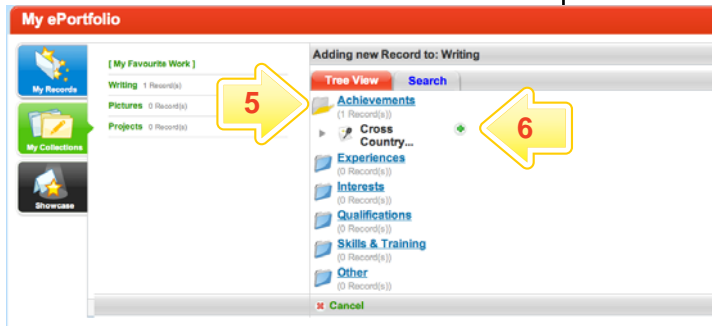 My ePortfolio
My Records
My Collections
Showcase
[ My Favourite Work ]
Writing 1 Record(s)
Pictures 0 Record(s)
Projects 0 Record(s)
5
Adding new Record to: Writing
Tree View Search
Achievements
(1 Record(s))
Cross
Country...
6
Experiences
(0 Record(s))
Interests
(0 Record(s))
Qualifications
(0 Record(s))
Skills & Training
(0 Record(s))
Other
(0 Record(s))
Cancel